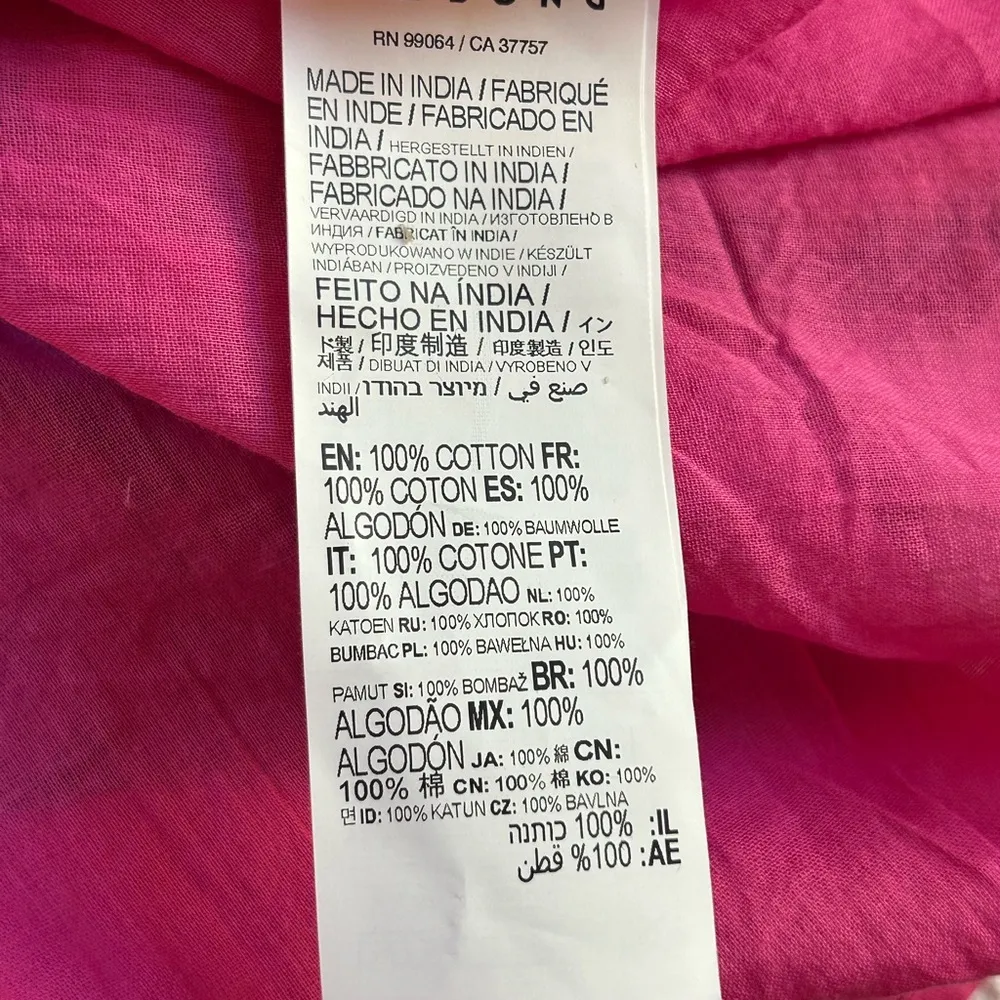 RN 99064 / CA 37757
MADE IN INDIA / FABRIQUÉ
EN INDE / FABRICADO EN
INDIA / HERGESTELLT IN INDIEN /
FABBRICATO IN INDIA /
FABRICADO NA INDIA /
VERVAARDIGD IN INDIA / ИЗГОТОВЛЕНО В
ИНДИЯ / FABRICAT ÎN INDIA /
WYPRODUKOWANO W INDIE / KÉSZÜLT
INDIÁBAN / PROIZVEDENO V INDIJI /
FEITO NA ÍNDIA /
HECHO EN INDIA / イン
ド製 / 印度制造 / 印度製造 / 인도
제품 / DIBUAT DI INDIA / VYROBENO V
INDII / מיוצר בהודו / صنع في
الهند
EN: 100% COTTON FR:
100% COTON ES: 100%
ALGODÓN DE: 100% BAUMWOLLE
IT: 100% COTONE PT:
100% ALGODAO NL: 100%
KATOEN RU: 100% ХЛОПОК RO: 100%
BUMBAC PL: 100% BAWEŁNA HU: 100%
PAMUT SI: 100% BOMBAŽ BR: 100%
ALGODÃO MX: 100%
ALGODÓN JA: 100% 綿 CN:
100% 棉 CN: 100% 棉 KO: 100%
면 ID: 100% KATUN CZ: 100% BAVLNA
IL: 100% כותנה
AE: 100% قطن